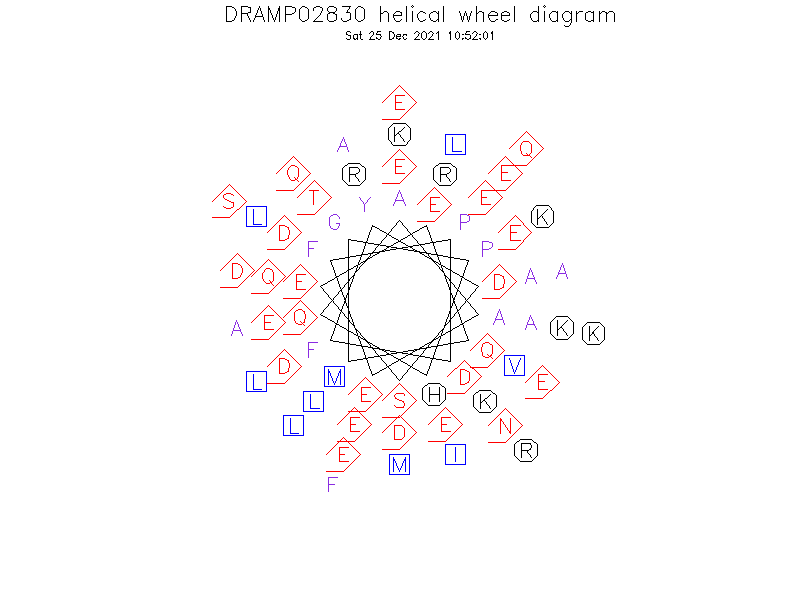 DRAMP02830 helical wheel diagram
Sat 25 Dec 2021 10:52:01
E
K
A L
E Q
R R E
Q
T E
S A
Y E
L G P K
D E
F P
D Q E D A A
A E Q A A K K
F Q
D V
L M D E
E H
L S K
L E D E N
E M I R
F